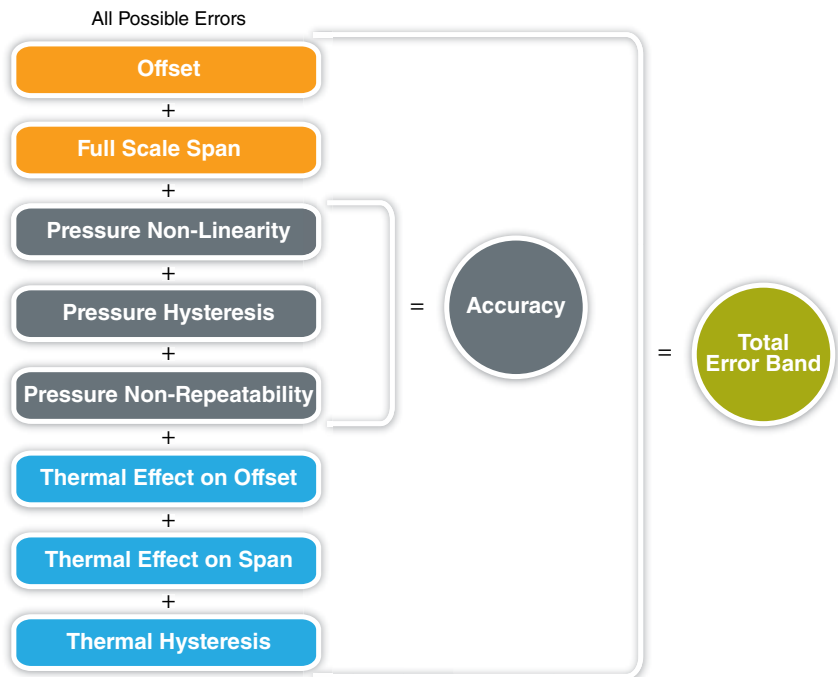 All Possible Errors
Offset
+
Full Scale Span
+
Pressure Non-Linearity
+
Pressure Hysteresis
+
Pressure Non-Repeatability
+
Thermal Effect on Offset
+
Thermal Effect on Span
+
Thermal Hysteresis
=
Accuracy
=
Total
Error Band